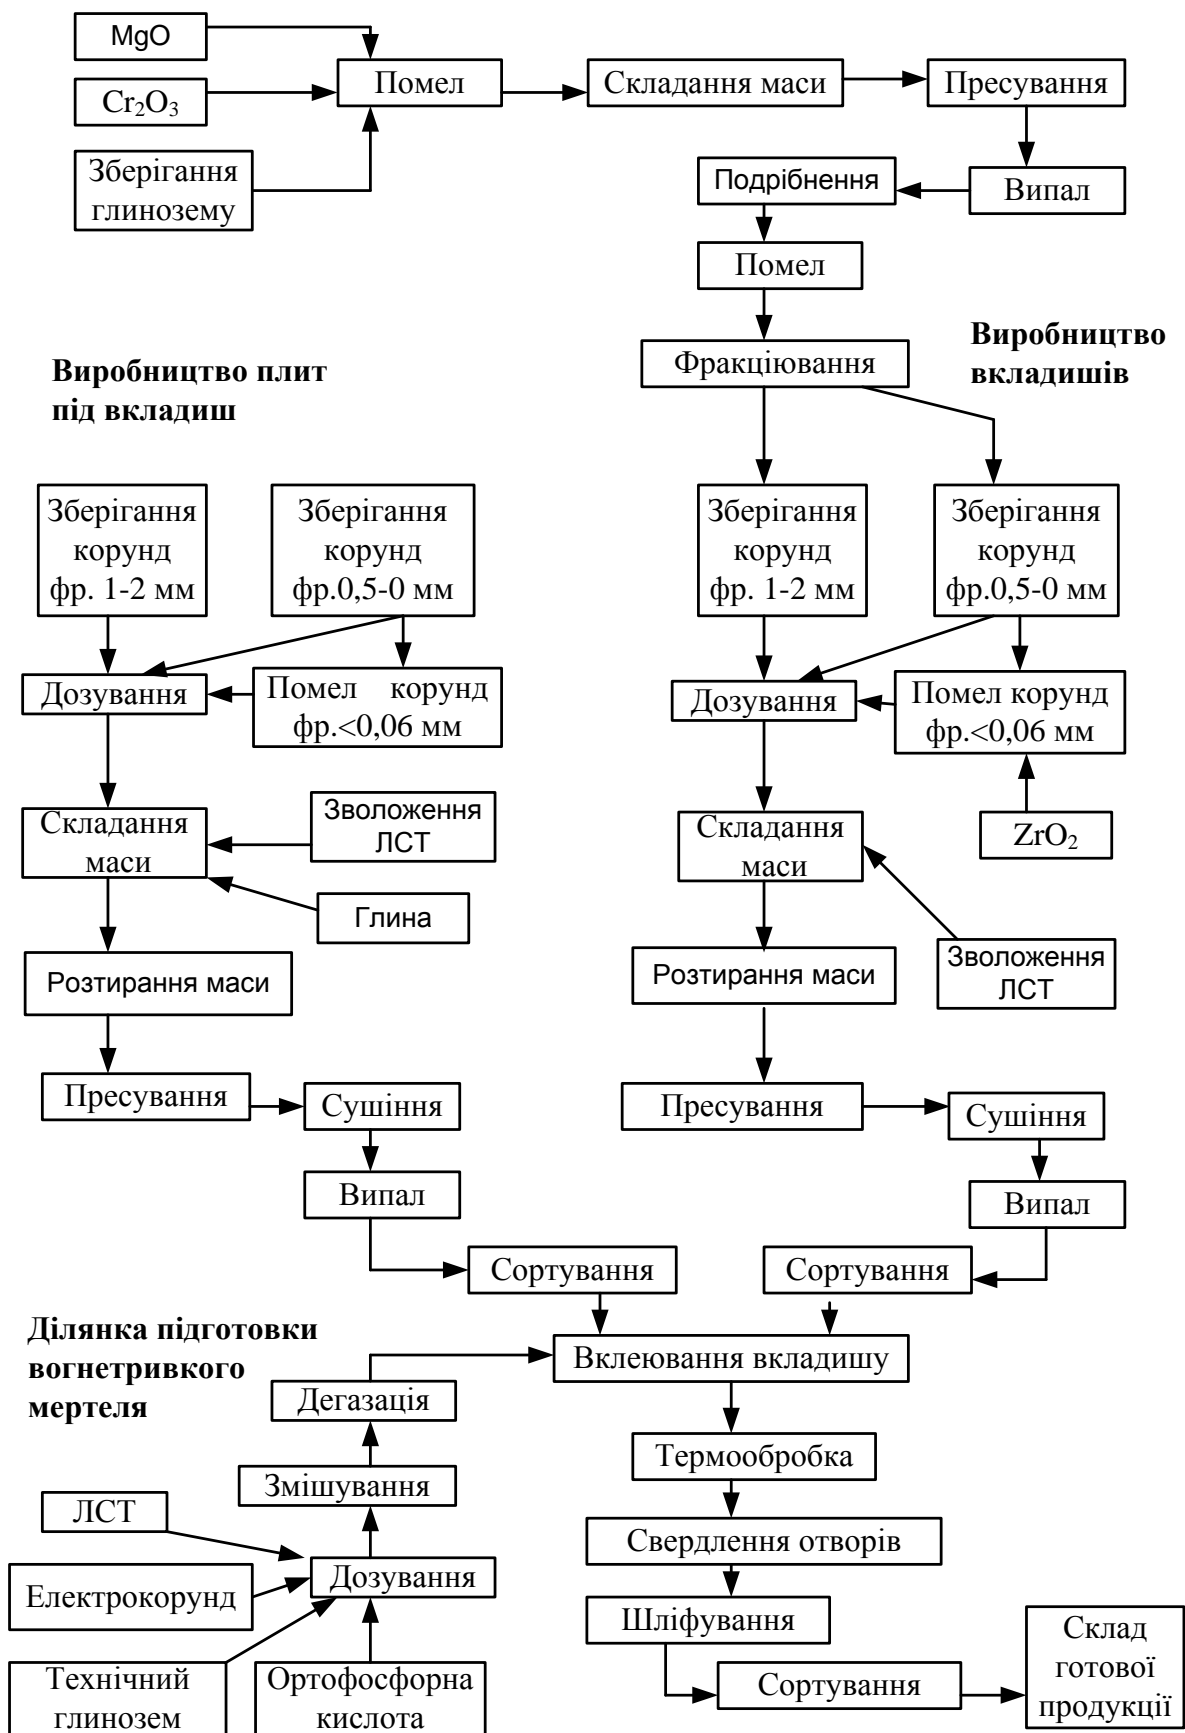 MgO
Cr₂O₃
Зберігання
глинозему
Помел
Складання маси
Пресування
Випал
Подрібнення
Помел
Фракціювання
Виробництво
вкладишів
Виробництво плит
під вкладиш
Зберігання
корунд
фр. 1-2 мм
Зберігання
корунд
фр.0,5-0 мм
Зберігання
корунд
фр. 1-2 мм
Зберігання
корунд
фр.0,5-0 мм
Дозування
Помел корунд
фр.<0,06 мм
Дозування
Помел корунд
фр.<0,06 мм
Складання
маси
Зволоження
ЛСТ
Глина
Складання
маси
ZrO₂
Зволоження
ЛСТ
Розтирання маси
Розтирання маси
Пресування
Сушіння
Випал
Сортування
Пресування
Сушіння
Випал
Сортування
Ділянка підготовки
вогнетривкого
мертеля
Вклеювання вкладишу
Дегазація
Змішування
ЛСТ
Електрокорунд
Дозування
Технічний
глинозем
Ортофосфорна
кислота
Термообробка
Свердлення отворів
Шліфування
Сортування
Склад
готової
продукції